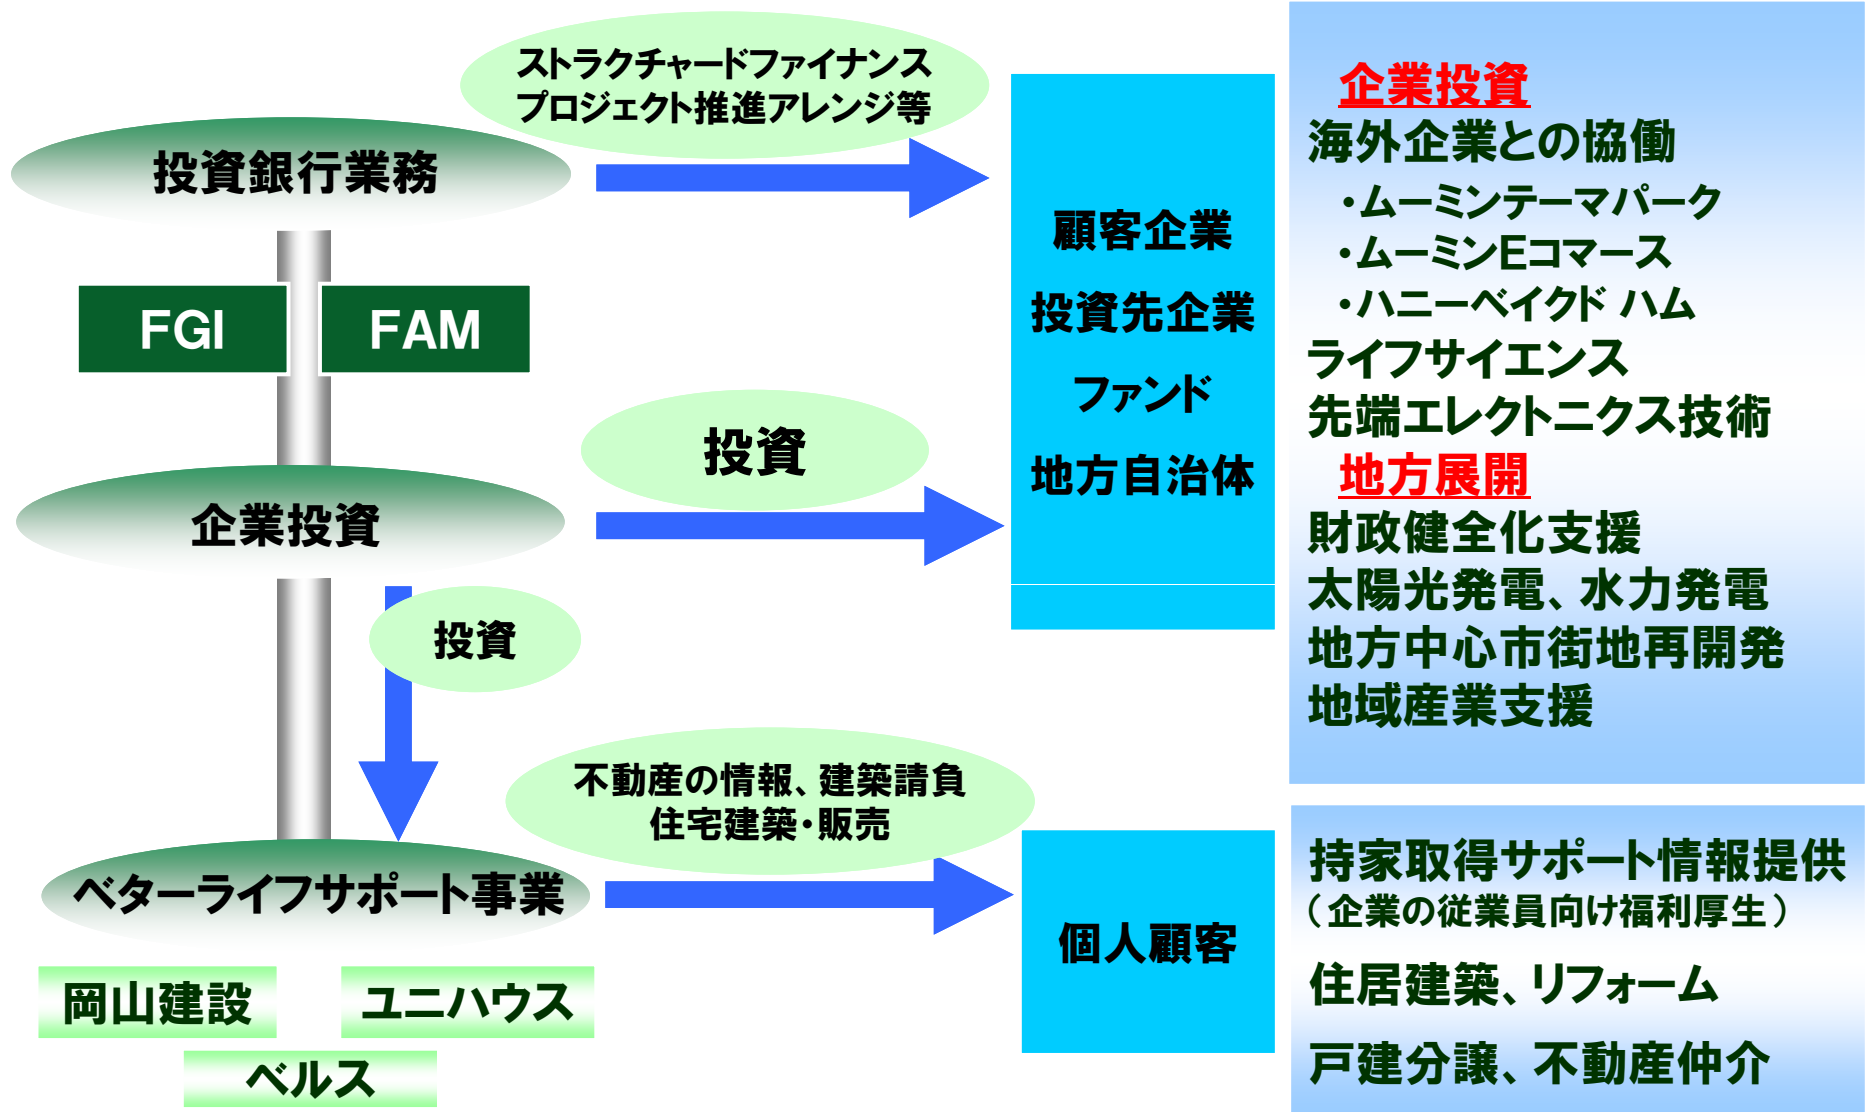 ストラクチャードファイナンス
プロジェクト推進アレンジ等
投資銀行業務
FGI
FAM
投資
企業投資
投資
不動産の情報、建築請負
住宅建築・販売
ベターライフサポート事業
岡山建設
ユニハウス
ベルス
顧客企業
投資先企業
ファンド
地方自治体
個人顧客
企業投資
海外企業との協働
・ムーミンテーマパーク
・ムーミンEコマース
・ハニーベイクド ハム
ライフサイエンス
先端エレクトニクス技術
地方展開
財政健全化支援
太陽光発電、水力発電
地方中心市街地再開発
地域産業支援
持家取得サポート情報提供
（企業の従業員向け福利厚生）
住居建築、リフォーム
戸建分譲、不動産仲介